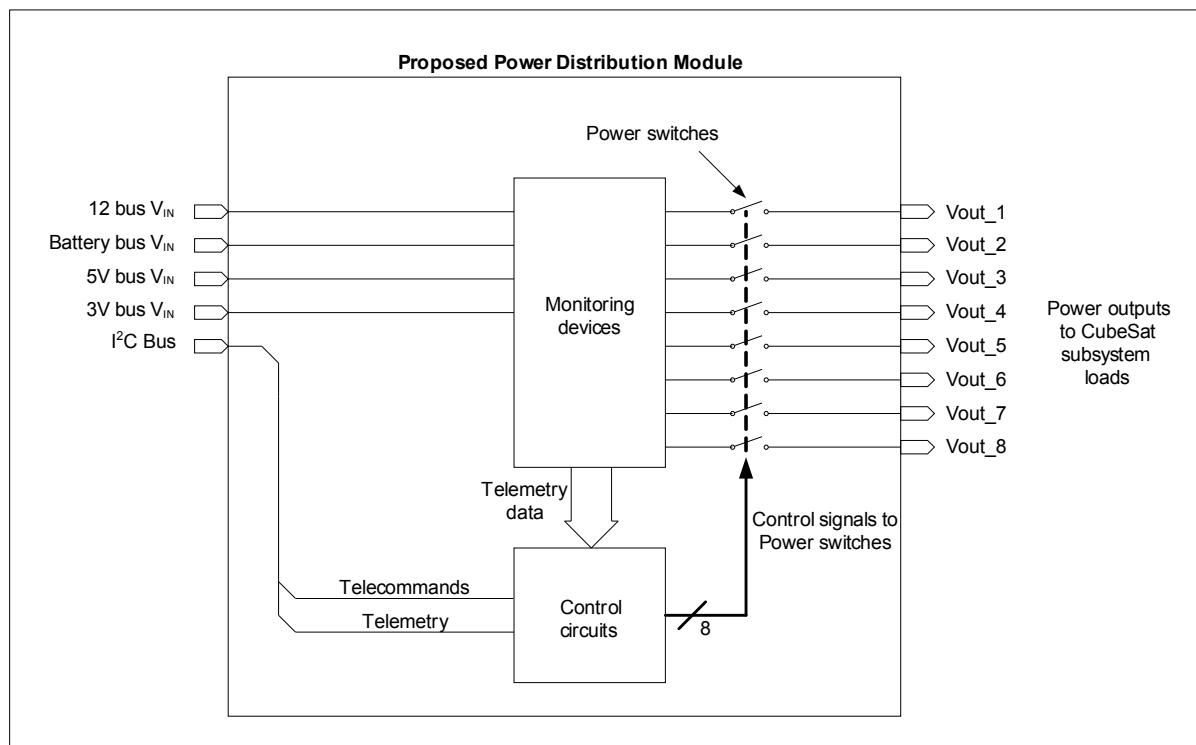 Proposed Power Distribution Module
Power switches
12 bus VIN
Battery bus VIN
5V bus VIN
3V bus VIN
I²C Bus
Monitoring
devices
Vout_1
Vout_2
Vout_3
Vout_4
Vout_5
Vout_6
Vout_7
Vout_8
Power outputs
to CubeSat
subsystem
loads
Telemetry
data
Control signals to
Power switches
Telecommands
Telemetry
Control
circuits
8